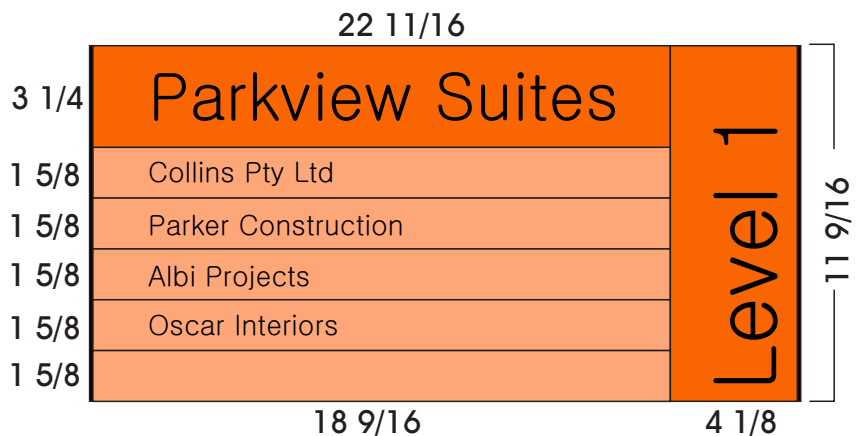 22 11/16
3 1/4
Parkview Suites
Level 1
1 5/8
Collins Pty Ltd
1 5/8
Parker Construction
1 5/8
Albi Projects
1 5/8
Oscar Interiors
1 5/8
11 9/16
18 9/16
4 1/8